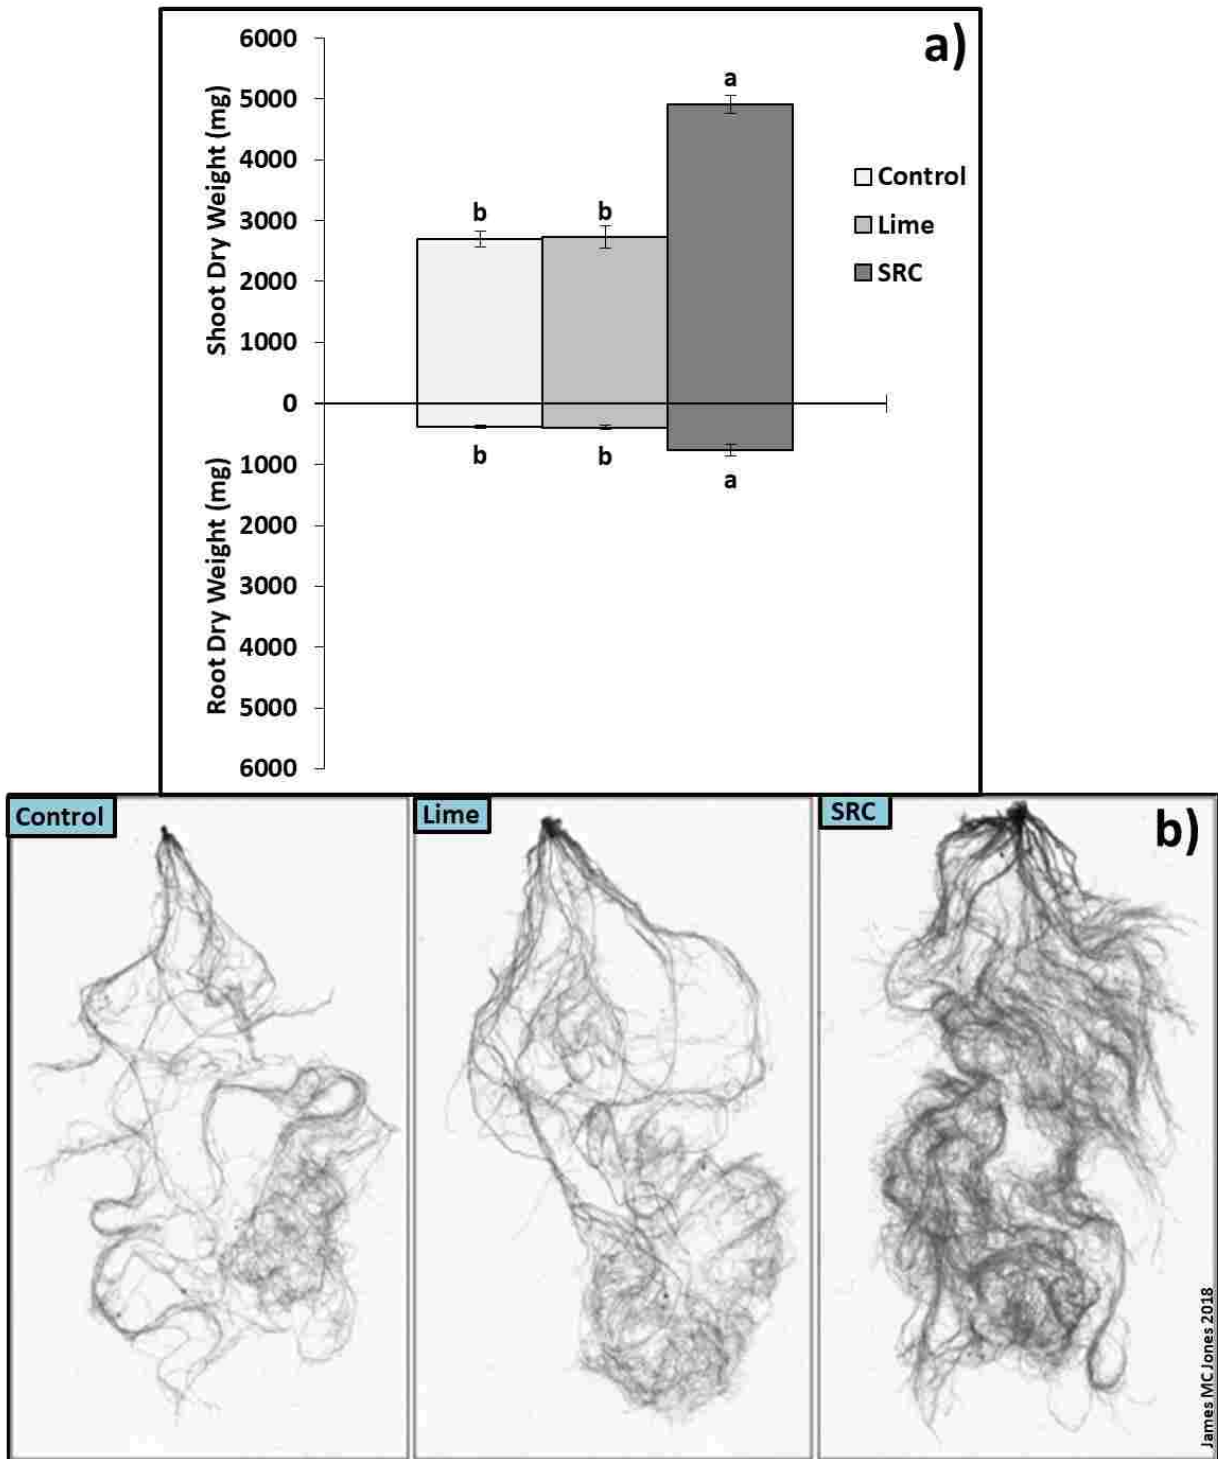 a)
6000
5000
4000
3000
2000
1000
0
1000
2000
3000
4000
5000
6000
Shoot Dry Weight (mg)
Root Dry Weight (mg)
b
b
a
b
b
a
Control
Lime
SRC
Control
Lime
SRC
b)
James MC Jones 2018